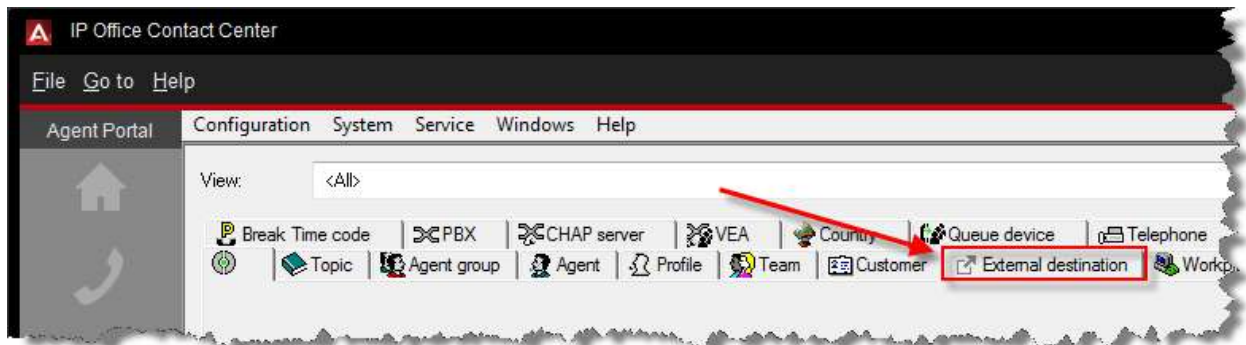 IP Office Contact Center
File Go to Help
Agent Portal Configuration System Service Windows Help
View: <All>
Break Time code PBX CHAP server VEA Country Queue device Telephone
Topic Agent group Agent Profile Team Customer External destination